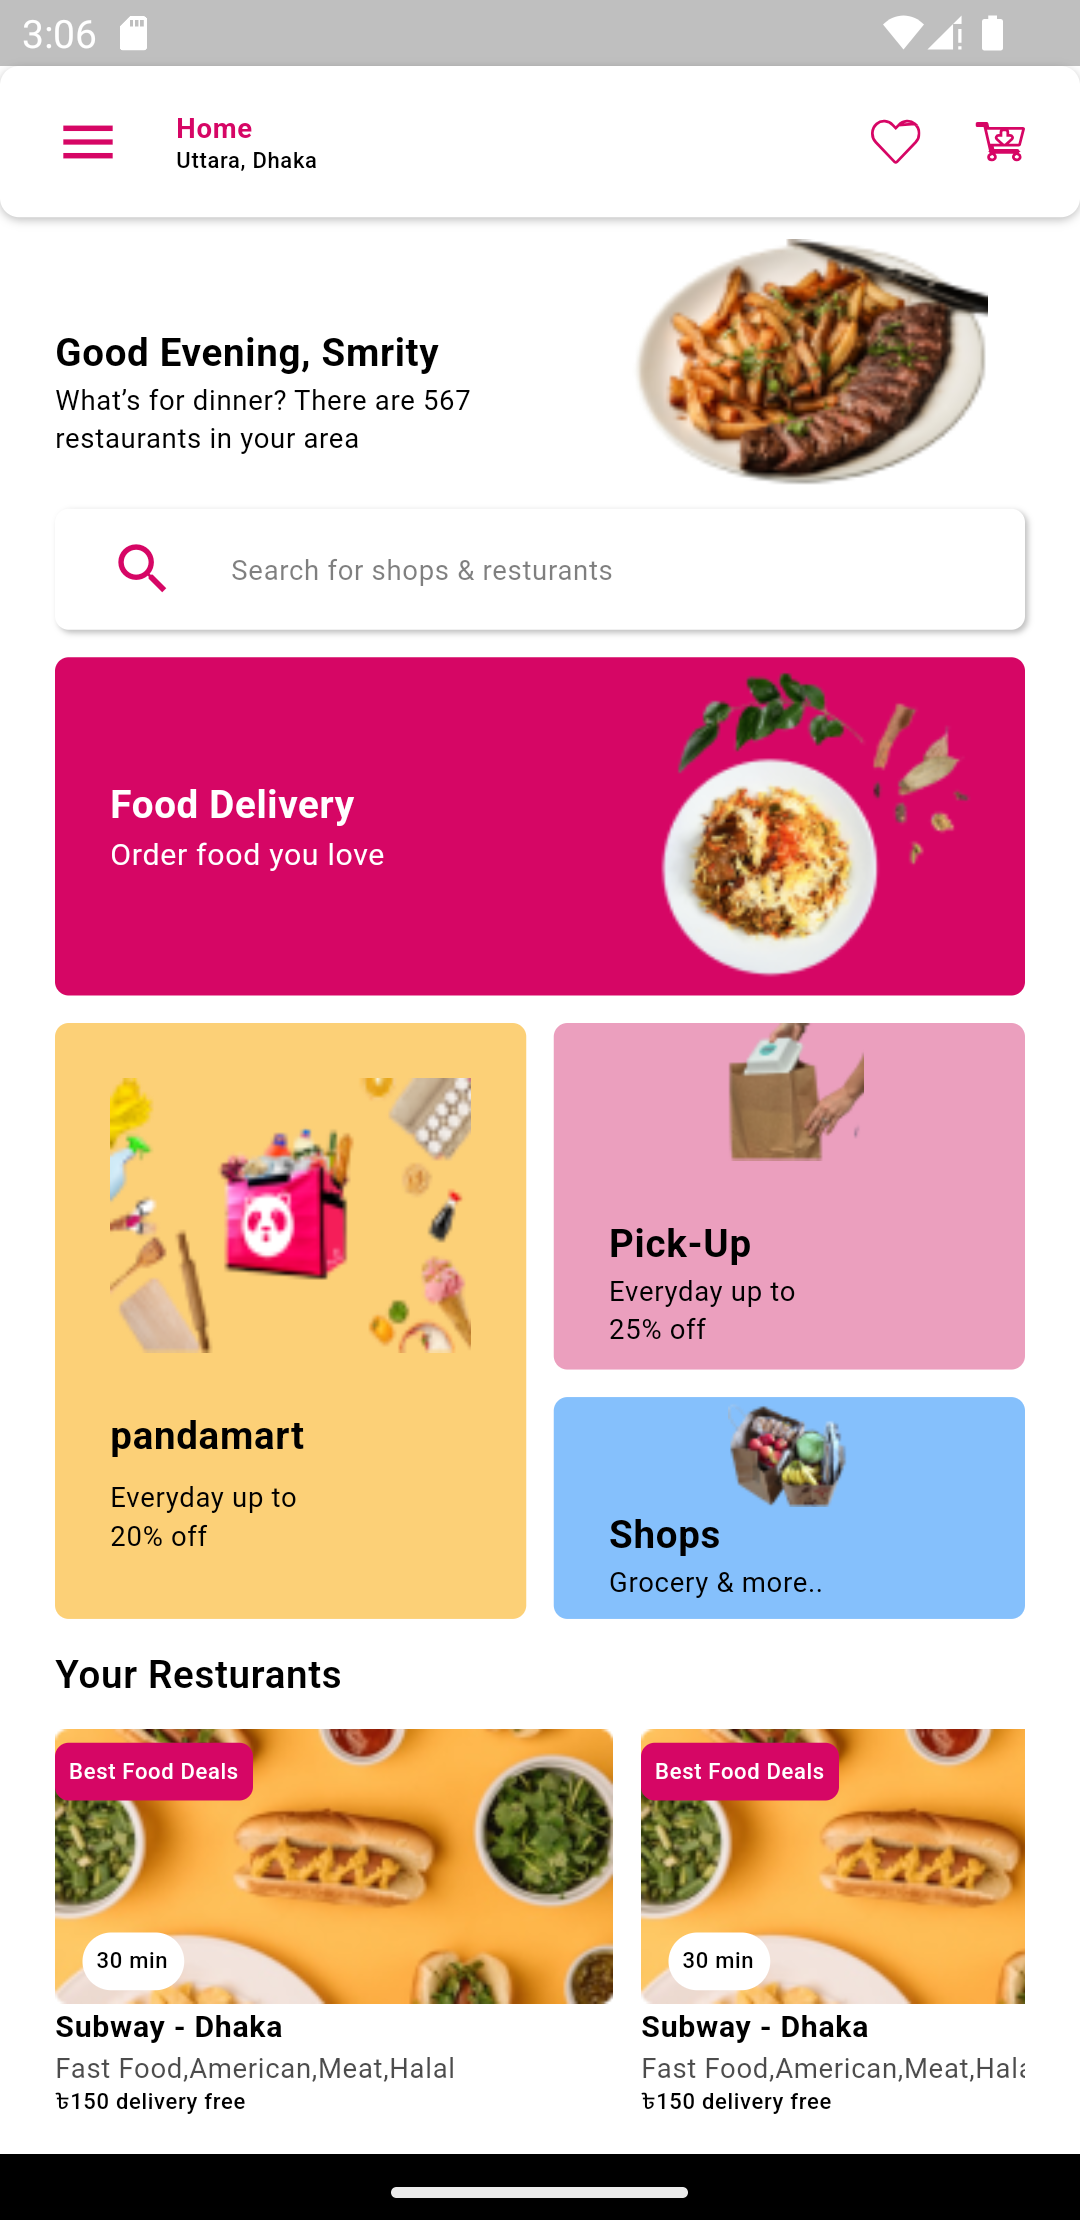 3:06
Home
Uttara, Dhaka
Good Evening, Smrity
What's for dinner? There are 567
restaurants in your area
Search for shops & resturants
Food Delivery
Order food you love
pandamart
Everyday up to
20% off
Pick-Up
Everyday up to
25% off
Shops
Grocery & more..
Your Resturants
Best Food Deals
30 min
Subway - Dhaka
Fast Food,American,Meat,Halal
৳150 delivery free
Best Food Deals
30 min
Subway - Dhaka
Fast Food,American,Meat,Hala
৳150 delivery free